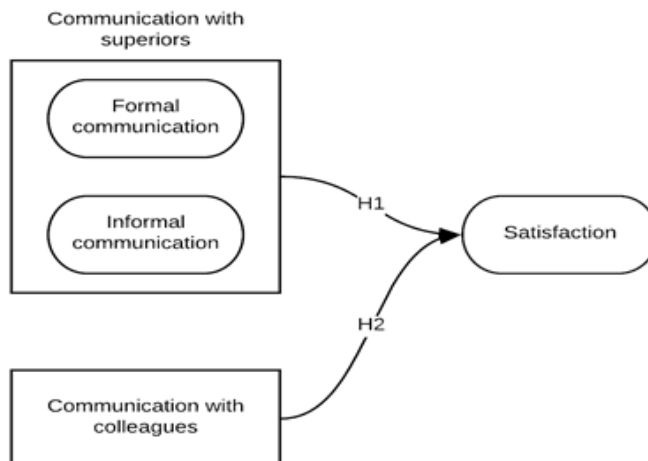 Communication with
superiors
Formal
communication
Informal
communication
H1
Satisfaction
H2
Communication with
colleagues